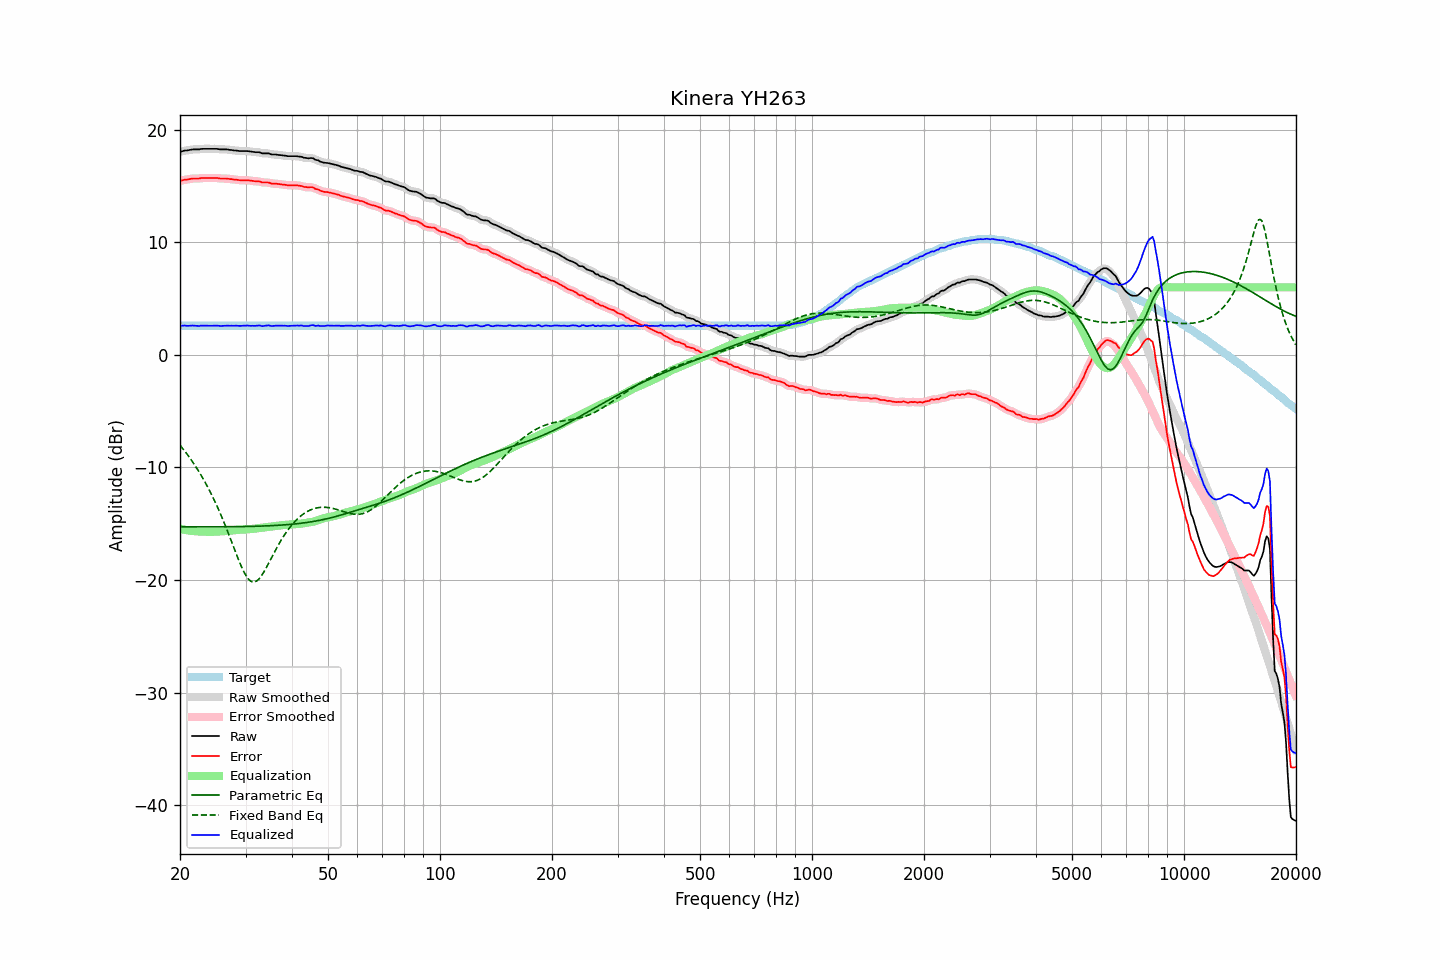 Kinera YH263
20
10
0
−10
−20
−30
−40
Amplitude (dBr)
Target
Raw Smoothed
Error Smoothed
Raw
Error
Equalization
Parametric Eq
Fixed Band Eq
Equalized
20 50 100 200 500 1000 2000 5000 10000 20000
Frequency (Hz)